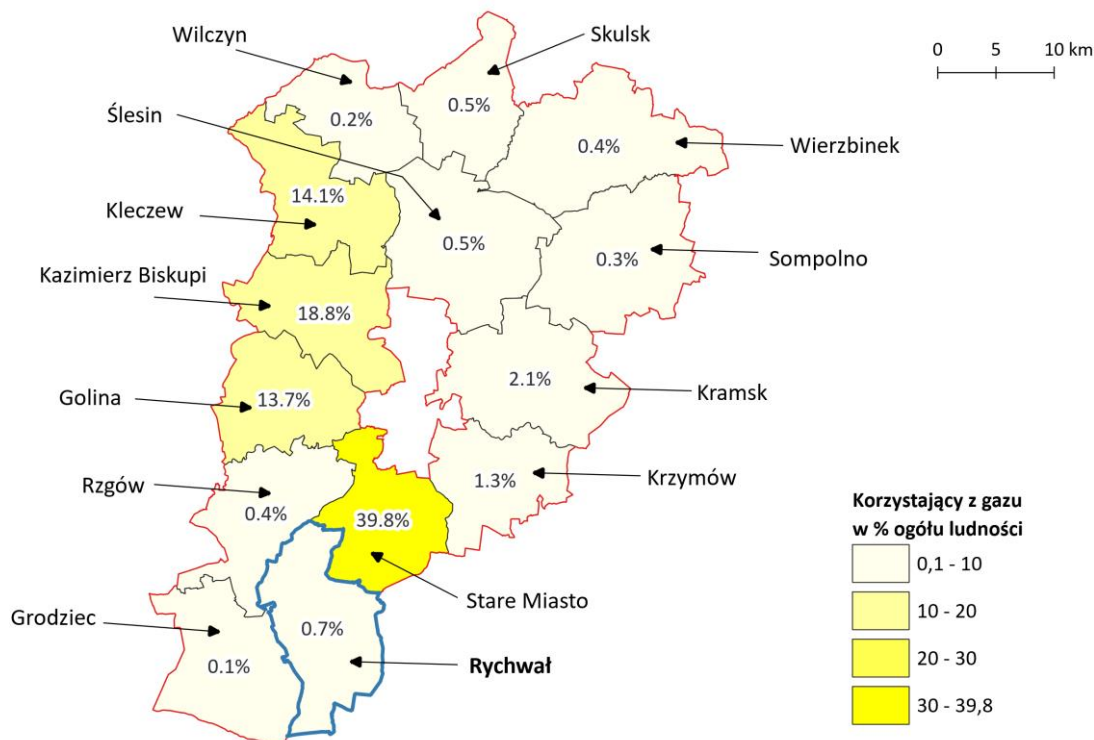 Wilczyn
Skulsk
0 5 10 km
Ślesin
0.2%
0.5%
0.4%
Wierzbinek
Kleczew
14.1%
0.5%
0.3%
Sompolno
Kazimierz Biskupi
18.8%
Golina
13.7%
2.1%
Kramsk
Rzgów
0.4%
39.8%
1.3%
Krzymów
Stare Miasto
Grodziec
0.1%
0.7%
Rychwał
Korzystający z gazu
w % ogółu ludności
0,1 - 10
10 - 20
20 - 30
30 - 39,8